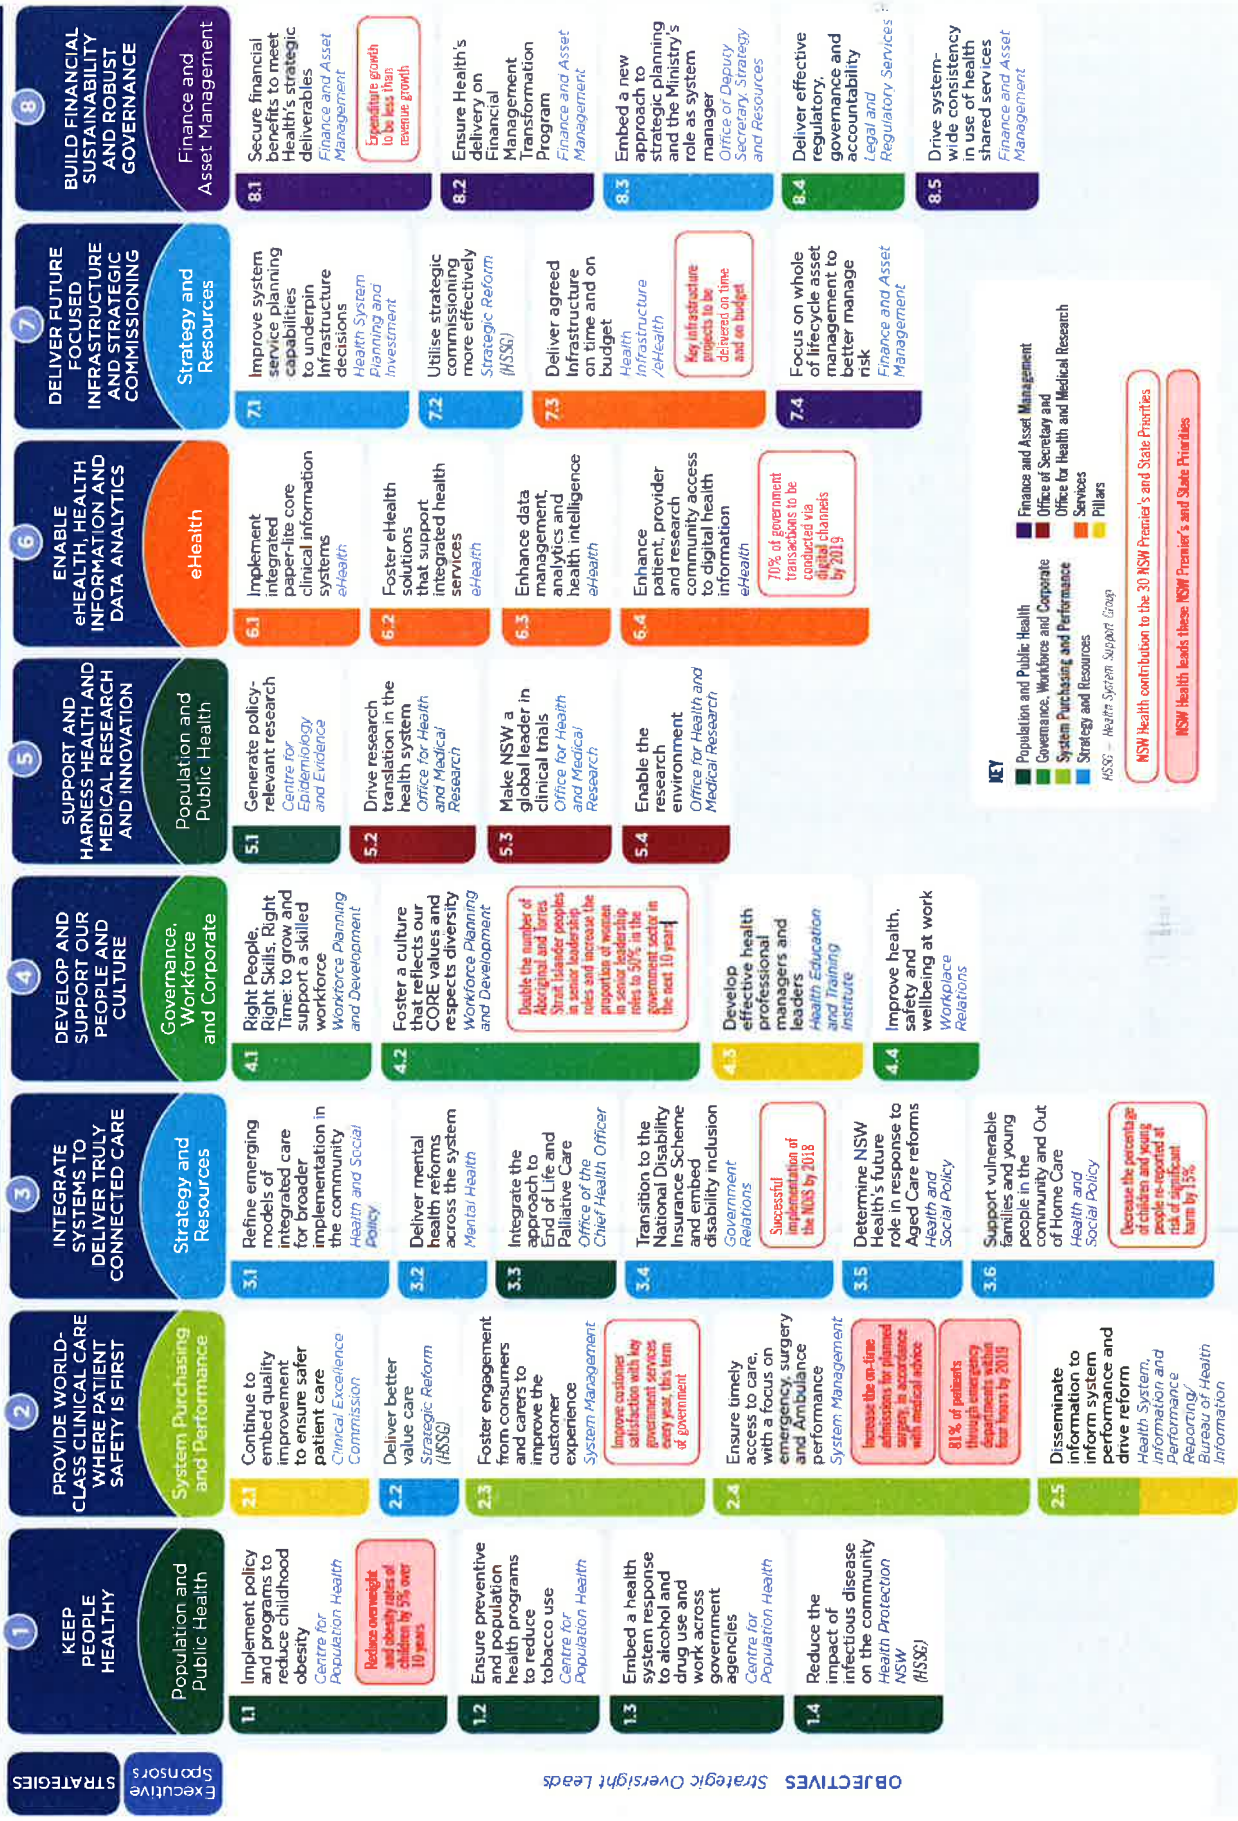 STRATEGIES
Executive
Sponsors
OBJECTIVES Strategic Oversight Leads
1
KEEP
PEOPLE
HEALTHY
Population and
Public Health
1.1
Implement policy
and programs to
reduce childhood
obesity
Centre for
Population Health
Reduce overweight
and obesity rates of
children by 5% over
10 years
1.2
Ensure preventive
and population
health programs
to reduce
tobacco use
Centre for
Population Health
1.3
Embed a health
system response
to alcohol and
drug use and
work across
government
agencies
Centre for
Population Health
1.4
Reduce the
impact of
infectious disease
on the community
Health Protection
NSW
(HSSG)
2
PROVIDE WORLD-
CLASS CLINICAL CARE
WHERE PATIENT
SAFETY IS FIRST
System Purchasing
and Performance
2.1
Continue to
embed quality
improvement
to ensure safer
patient care
Clinical Excellence
Commission
2.2
Deliver better
value care
Strategic Reform
(HSSG)
2.3
Foster engagement
from consumers
and carers to
improve the
customer
experience
System Management
Improve customer
satisfaction with key
government services
every year, this term
of government
2.4
Ensure timely
access to care,
with a focus on
emergency, surgery
and Ambulance
performance
System Management
Increase the on-time
admissions for planned
surgery, in accordance
with medical advice
81% of patients
through emergency
departments within
four hours by 2019
2.5
Disseminate
information to
inform system
performance and
drive reform
Health System,
Information and
Performance
Reporting/
Bureau of Health
Information
3
INTEGRATE
SYSTEMS TO
DELIVER TRULY
CONNECTED CARE
Strategy and
Resources
3.1
Refine emerging
models of
integrated care
for broader
implementation in
the community
Health and Social
Policy
3.2
Deliver mental
health reforms
across the system
Mental Health
3.3
Integrate the
approach to
End of Life and
Palliative Care
Office of the
Chief Health Officer
3.4
Transition to the
National Disability
Insurance Scheme
and embed
disability inclusion
Government
Relations
Successful
implementation of
the NDIS by 2018
3.5
Determine NSW
Health's future
role in response to
Aged Care reforms
Health and
Social Policy
3.6
Support vulnerable
families and young
people in the
community and Out
of Home Care
Health and
Social Policy
Decrease the percentage
of children and young
people re-reported at
risk of significant
harm by 15%
4
DEVELOP AND
SUPPORT OUR
PEOPLE AND
CULTURE
Governance,
Workforce
and Corporate
4.1
Right People,
Right Skills, Right
Time: to grow and
support a skilled
workforce
Workforce Planning
and Development
4.2
Foster a culture
that reflects our
CORE values and
respects diversity
Workforce Planning
and Development
Double the number of
Aboriginal and Torres
Strait Islander peoples
in senior leadership
roles and increase the
proportion of women
in senior leadership
roles to 50% in the
government sector in
the next 10 years
4.3
Develop
effective health
professional
managers and
leaders
Health Education
and Training
Institute
4.4
Improve health,
safety and
wellbeing at work
Workplace
Relations
5
SUPPORT AND
HARNESS HEALTH AND
MEDICAL RESEARCH
AND INNOVATION
Population and
Public Health
5.1
Generate policy-
relevant research
Centre for
Epidemiology
and Evidence
5.2
Drive research
translation in the
health system
Office for Health
and Medical
Research
5.3
Make NSW a
global leader in
clinical trials
Office for Health
and Medical
Research
5.4
Enable the
research
environment
Office for Health and
Medical Research
6
ENABLE
eHEALTH, HEALTH
INFORMATION AND
DATA ANALYTICS
eHealth
6.1
Implement
integrated
paper-lite core
clinical information
systems
eHealth
6.2
Foster eHealth
solutions
that support
integrated health
services
eHealth
6.3
Enhance data
management,
analytics and
health intelligence
eHealth
6.4
Enhance
patient, provider
and research
community access
to digital health
information
eHealth
70% of government
transactions to be
conducted via
digital channels
by 2019
7
DELIVER FUTURE
FOCUSED
INFRASTRUCTURE
AND STRATEGIC
COMMISSIONING
Strategy and
Resources
7.1
Improve system
service planning
capabilities
to underpin
Infrastructure
decisions
Health System
Planning and
Investment
7.2
Utilise strategic
commissioning
more effectively
Strategic Reform
(HSSG)
7.3
Deliver agreed
Infrastructure
on time and on
budget
Health
Infrastructure
/eHealth
Key infrastructure
projects to be
delivered on time
and on budget
7.4
Focus on whole
of lifecycle asset
management to
better manage
risk
Finance and Asset
Management
8
BUILD FINANCIAL
SUSTAINABILITY
AND ROBUST
GOVERNANCE
Finance and
Asset Management
8.1
Secure financial
benefits to meet
Health's strategic
deliverables
Finance and Asset
Management
Expenditure growth
to be less than
revenue growth
8.2
Ensure Health's
delivery on
Financial
Management
Transformation
Program
Finance and Asset
Management
8.3
Embed a new
approach to
strategic planning
and the Ministry's
role as system
manager
Office of Deputy
Secretary, Strategy
and Resources
8.4
Deliver effective
regulatory,
governance and
accountability
Legal and
Regulatory Services
8.5
Drive system-
wide consistency
in use of health
shared services
Finance and Asset
Management
KEY
Population and Public Health
Governance, Workforce and Corporate
System Purchasing and Performance
Strategy and Resources
Finance and Asset Management
Office of Secretary and
Office for Health and Medical Research
Services
Pillars
HSSG – Health System Support Group
NSW Health contribution to the 30 NSW Premier's and State Priorities
NSW Health leads these NSW Premier's and State Priorities